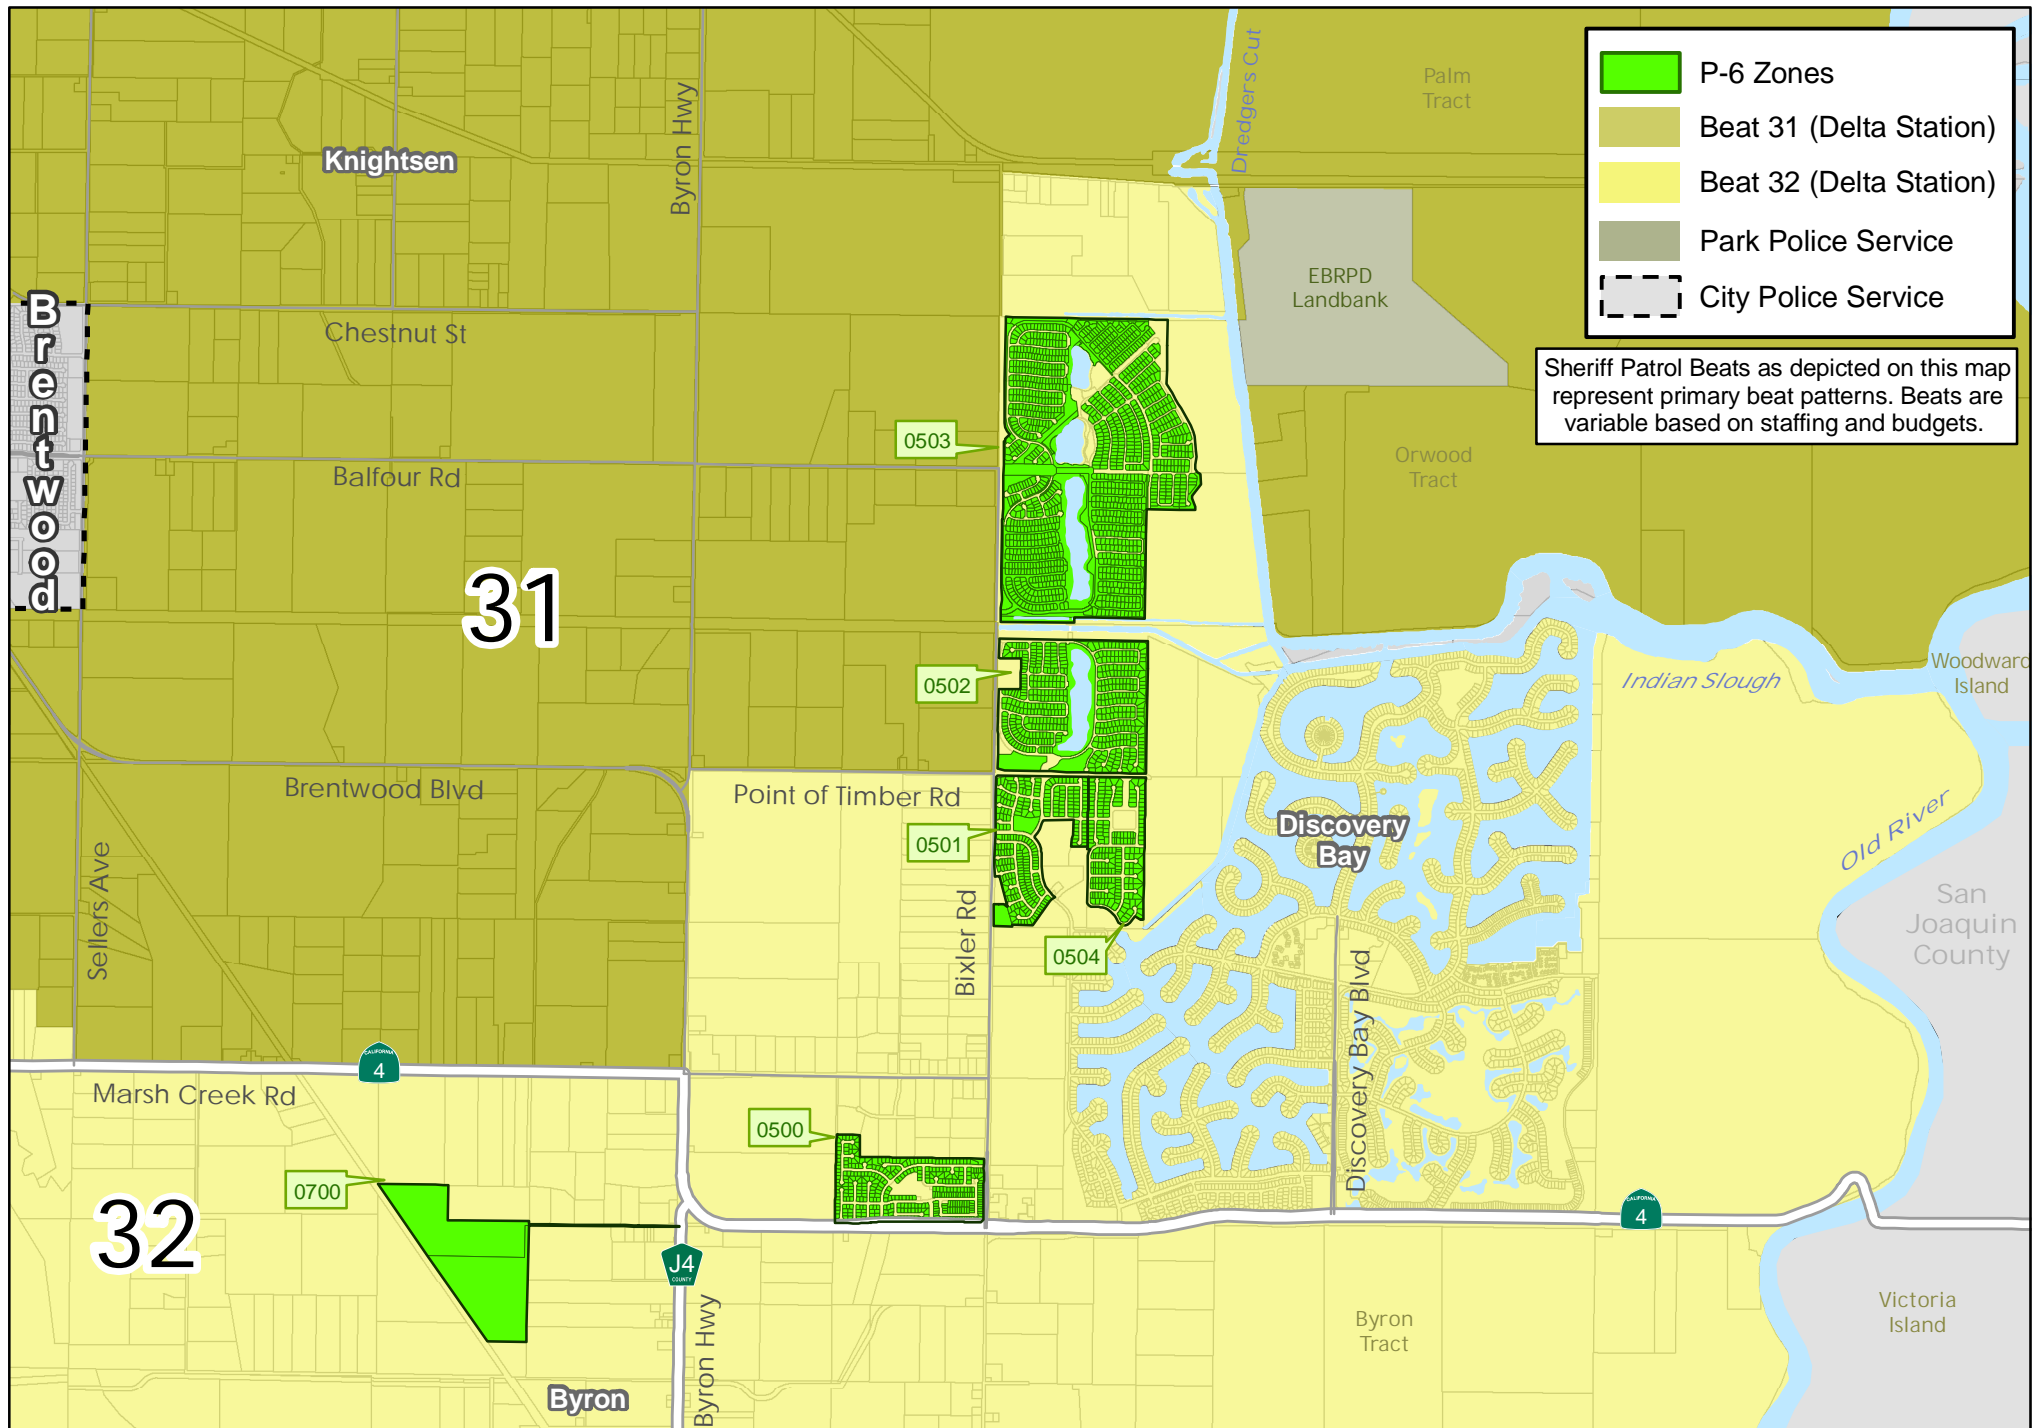 P-6 Zones
Beat 31 (Delta Station)
Beat 32 (Delta Station)
Park Police Service
City Police Service
Sheriff Patrol Beats as depicted on this map
represent primary beat patterns. Beats are
variable based on staffing and budgets.
Palm
Tract
Dredgers Cut
Byron Hwy
Knightsen
EBRPD
Landbank
Brentwood
Chestnut St
0503
Balfour Rd
Orwood
Tract
31
0502
Woodward
Island
Indian Slough
Brentwood Blvd
Point of Timber Rd
0501
Discovery
Bay
Old River
Sellers Ave
Bixler Rd
0504
San
Joaquin
County
Discovery Bay Blvd
CALIFORNIA
4
Marsh Creek Rd
0500
0700
32
CALIFORNIA
4
J4
COUNTY
Byron Hwy
Byron
Tract
Victoria
Island
Byron